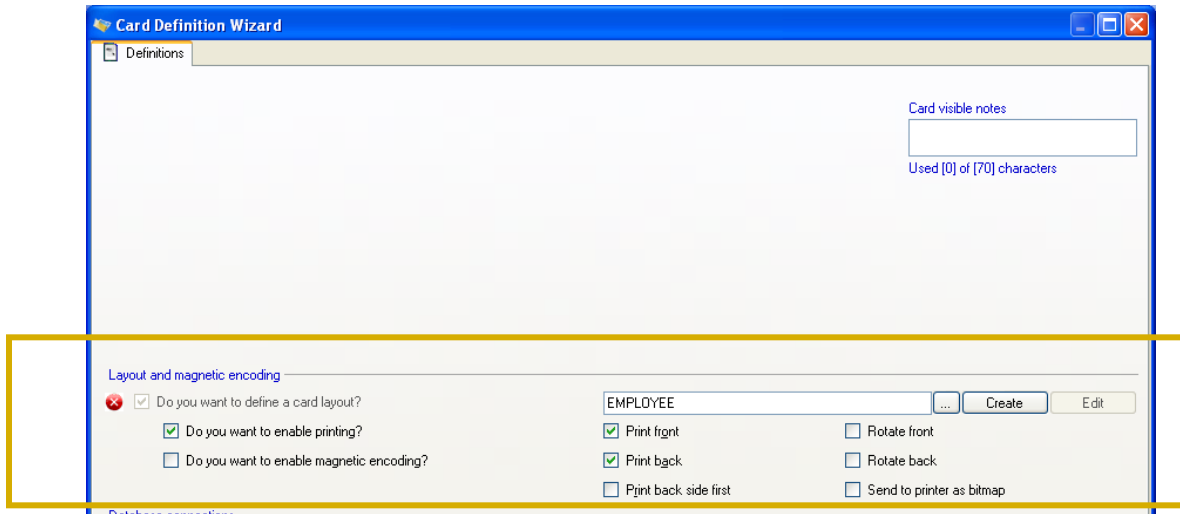 Card Definition Wizard
Definitions
Card visible notes
Used [0] of [70] characters
Layout and magnetic encoding
Do you want to define a card layout? EMPLOYEE ... Create Edit
Do you want to enable printing? Print front Rotate front
Do you want to enable magnetic encoding? Print back Rotate back
Print back side first Send to printer as bitmap
Database connections